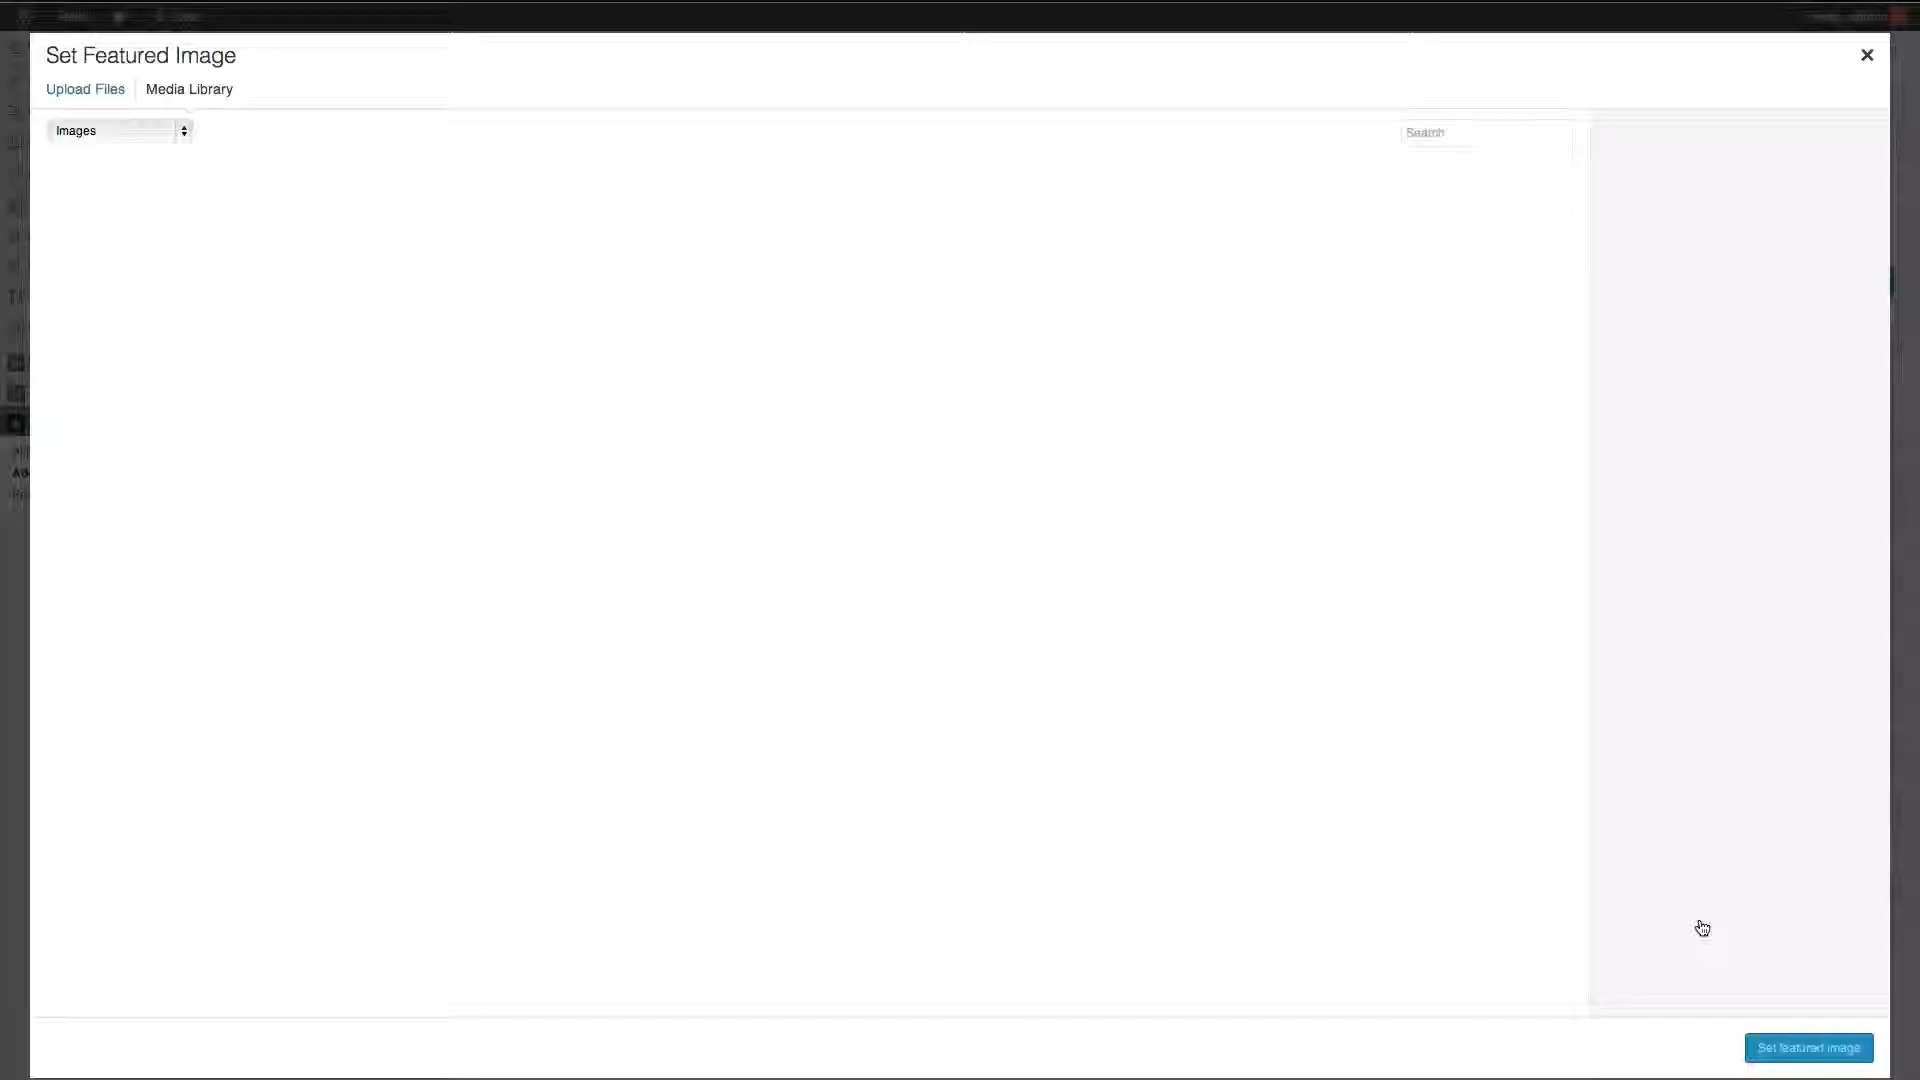 Set Featured Image
Upload Files
Media Library
Images
Search
Set featured image